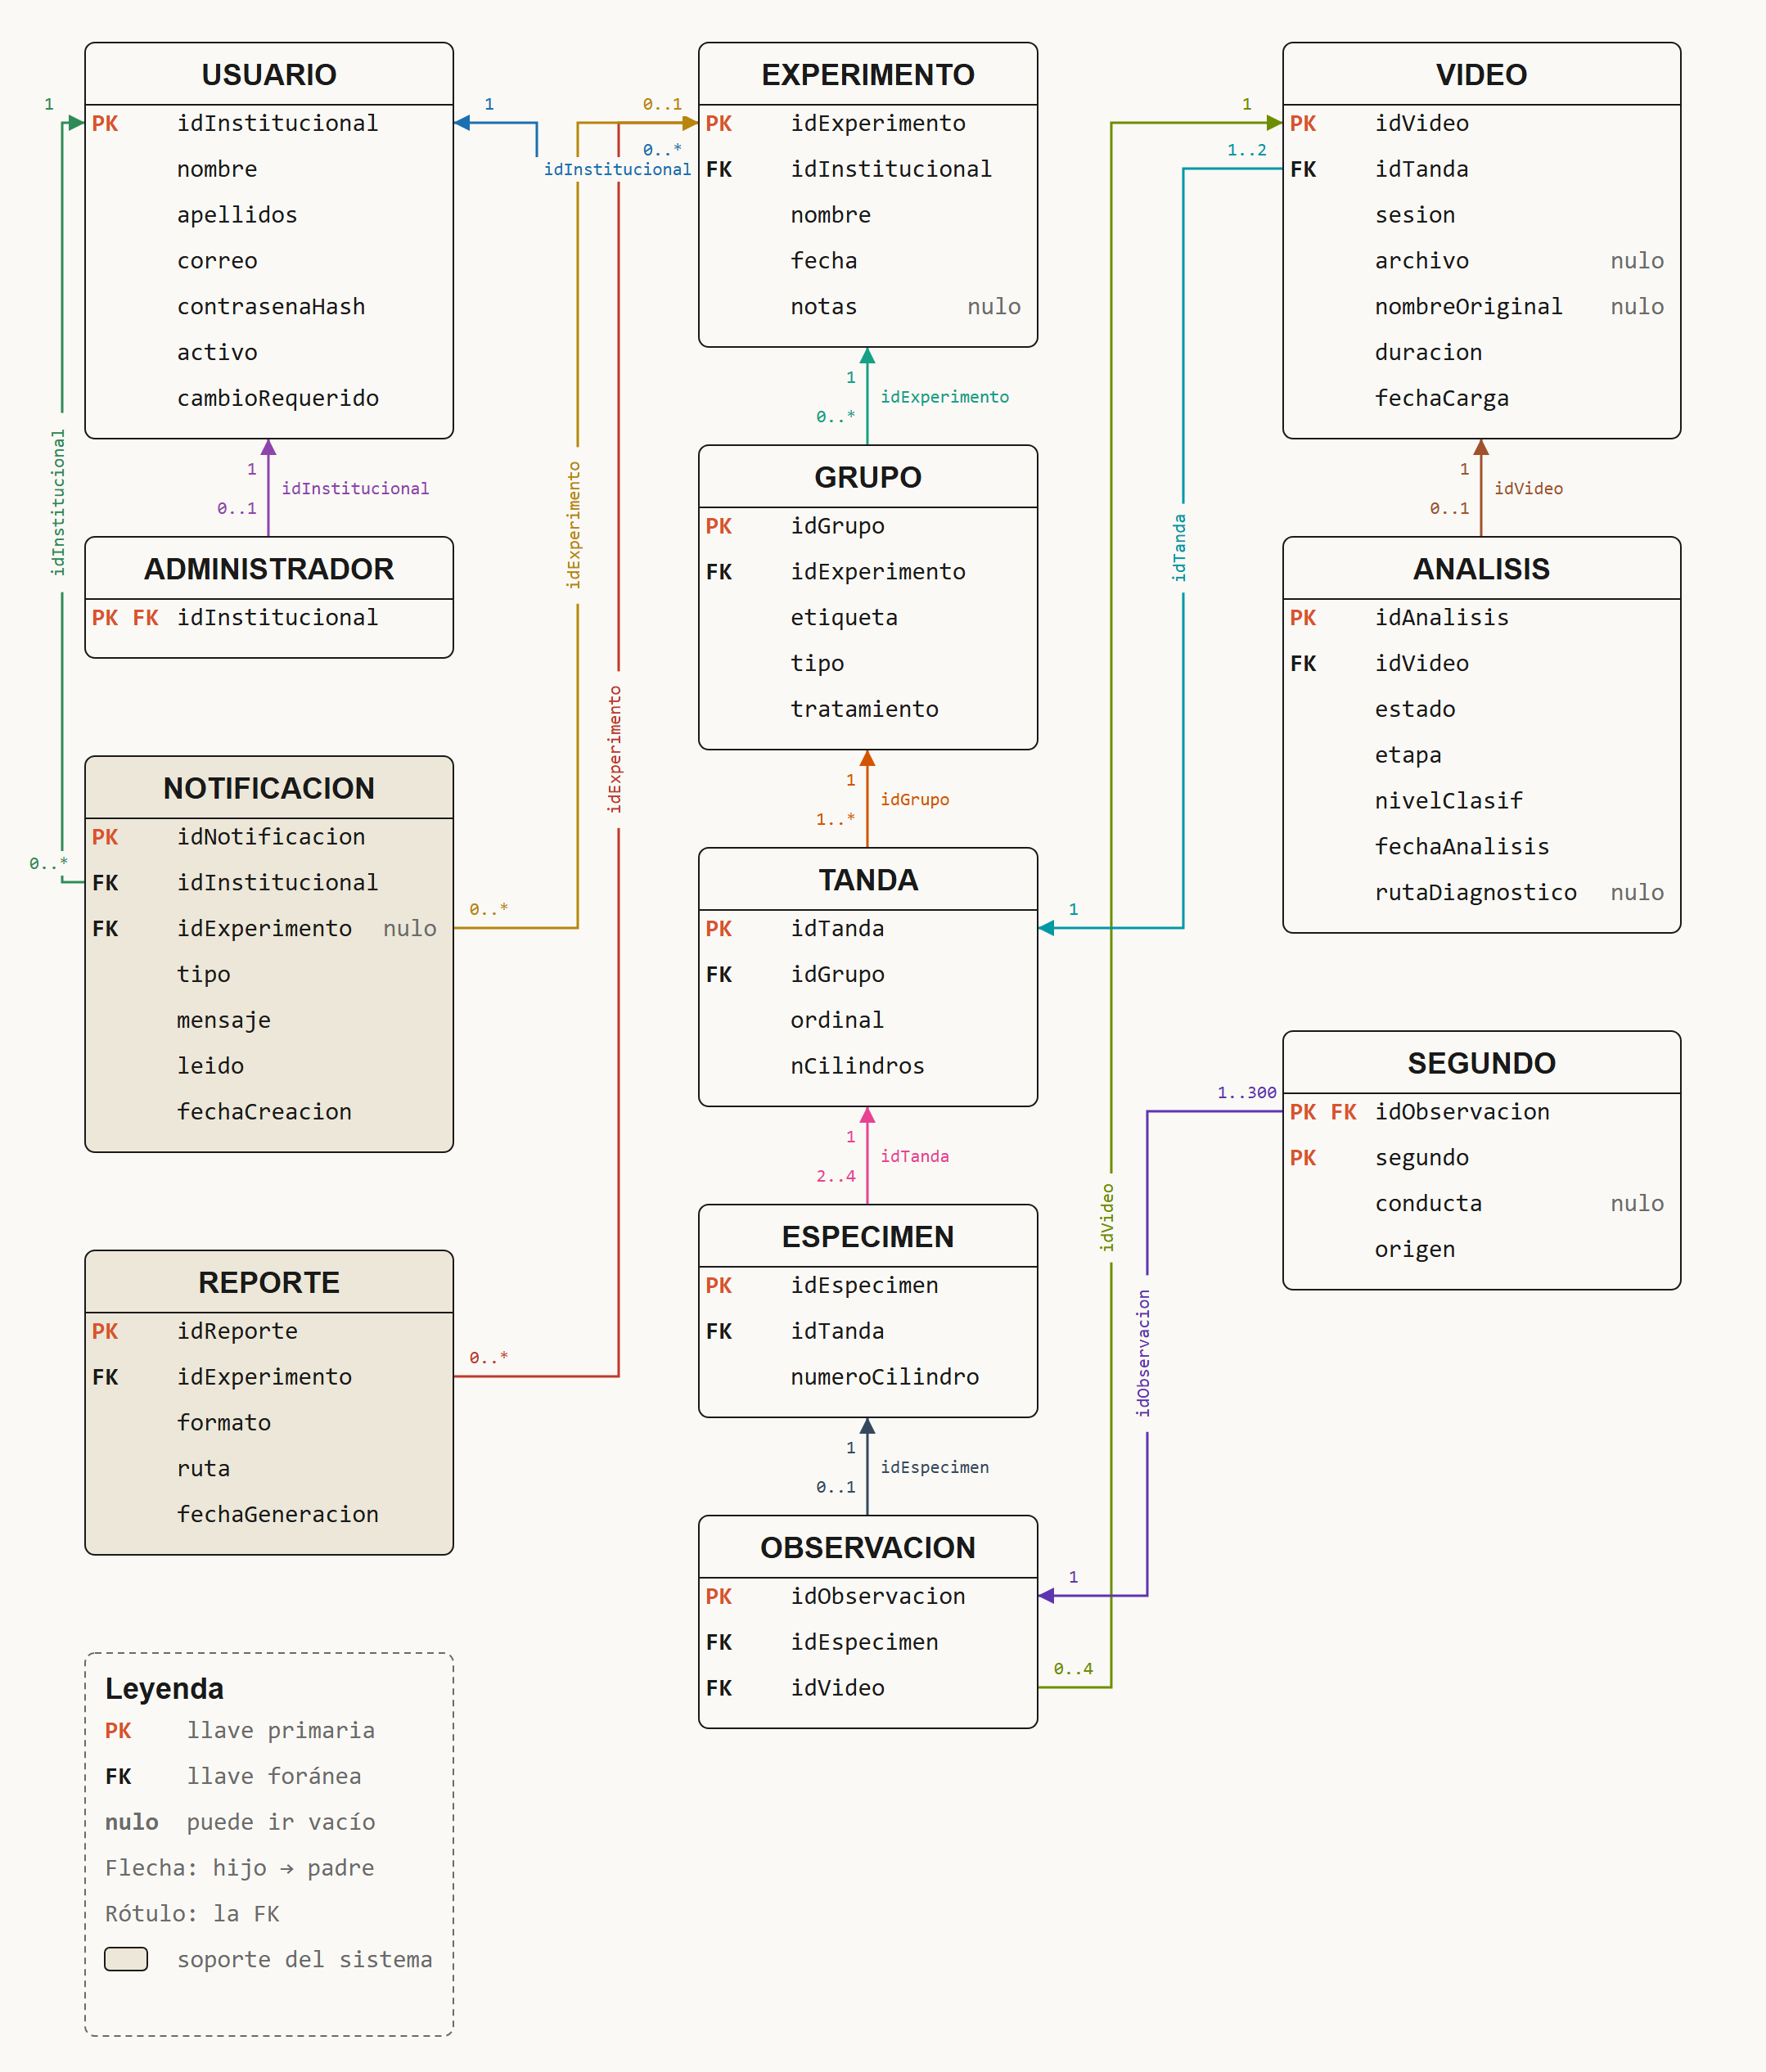 USUARIO
PK idInstitucional
nombre
apellidos
correo
contrasenaHash
activo
cambioRequerido
1
idInstitucional
0..*
1
idInstitucional
0..1
ADMINISTRADOR
PK FK idInstitucional
NOTIFICACION
PK idNotificacion
FK idInstitucional
FK idExperimento nulo
tipo
mensaje
leido
fechaCreacion
0..*
idExperimento
0..1
REPORTE
PK idReporte
FK idExperimento
formato
ruta
fechaGeneracion
0..*
idExperimento
1
0..*
idInstitucional
EXPERIMENTO
PK idExperimento
FK idInstitucional
nombre
fecha
notas nulo
1
idExperimento
0..*
GRUPO
PK idGrupo
FK idExperimento
etiqueta
tipo
tratamiento
1
idGrupo
1..*
TANDA
PK idTanda
FK idGrupo
ordinal
nCilindros
1
idTanda
2..4
ESPECIMEN
PK idEspecimen
FK idTanda
numeroCilindro
1
idEspecimen
0..1
OBSERVACION
PK idObservacion
FK idEspecimen
FK idVideo
1
idVideo
0..4
1..2
idTanda
1
VIDEO
PK idVideo
FK idTanda
sesion
archivo nulo
nombreOriginal nulo
duracion
fechaCarga
1
idVideo
0..1
ANALISIS
PK idAnalisis
FK idVideo
estado
etapa
nivelClasif
fechaAnalisis
rutaDiagnostico nulo
SEGUNDO
PK FK idObservacion
PK segundo
conducta nulo
origen
1..300
idObservacion
1
Leyenda
PK llave primaria
FK llave foránea
nulo puede ir vacío
Flecha: hijo → padre
Rótulo: la FK
soporte del sistema